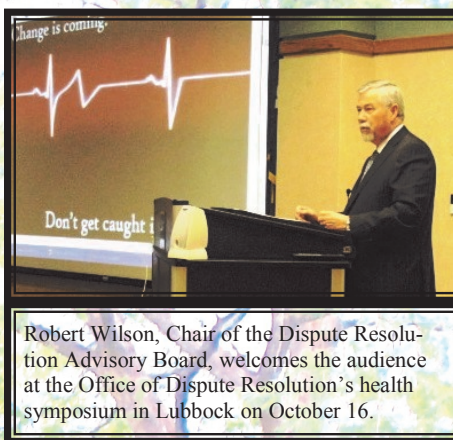 Change is coming.
Don't get caught
Robert Wilson, Chair of the Dispute Resolu-
tion Advisory Board, welcomes the audience
at the Office of Dispute Resolution's health
symposium in Lubbock on October 16.